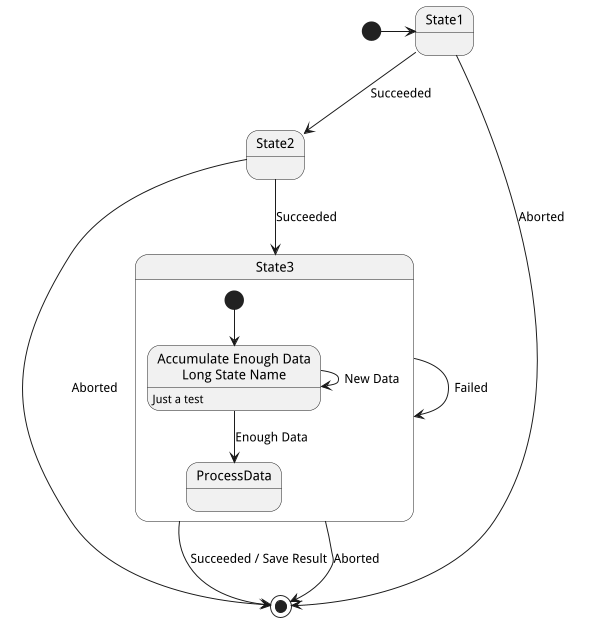 State1
Succeeded
State2
Succeeded
Aborted
State3
Accumulate Enough Data
Long State Name
Just a test
New Data
Failed
Aborted
Enough Data
ProcessData
Succeeded / Save Result
Aborted